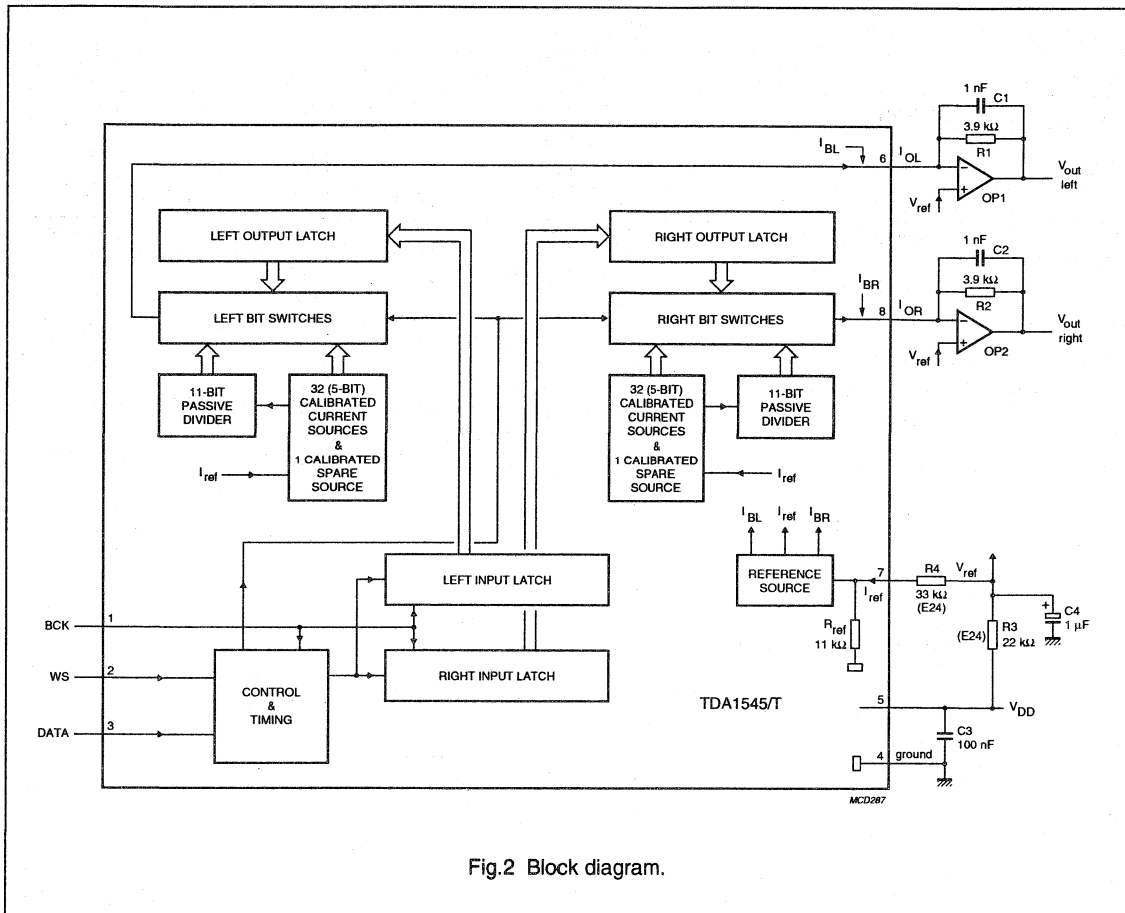 1 nF
C1
3.9 kΩ
R1
I BL
6
I OL
−
+
V ref
OP1
V out
left
LEFT OUTPUT LATCH
RIGHT OUTPUT LATCH
1 nF
C2
3.9 kΩ
R2
I BR
8
I OR
−
+
V ref
OP2
V out
right
LEFT BIT SWITCHES
RIGHT BIT SWITCHES
11-BIT
PASSIVE
DIVIDER
32 (5-BIT)
CALIBRATED
CURRENT
SOURCES
&
1 CALIBRATED
SPARE
SOURCE
32 (5-BIT)
CALIBRATED
CURRENT
SOURCES
&
1 CALIBRATED
SPARE
SOURCE
11-BIT
PASSIVE
DIVIDER
I ref
I ref
I BL
I ref
I BR
LEFT INPUT LATCH
REFERENCE
SOURCE
7
I ref
R4
33 kΩ
(E24)
V ref
+
C4
1 µF
R ref
11 kΩ
(E24)
R3
22 kΩ
BCK
1
WS
2
DATA
3
CONTROL
&
TIMING
RIGHT INPUT LATCH
TDA1545/T
5
V DD
C3
100 nF
4
ground
MCD287
Fig.2 Block diagram.